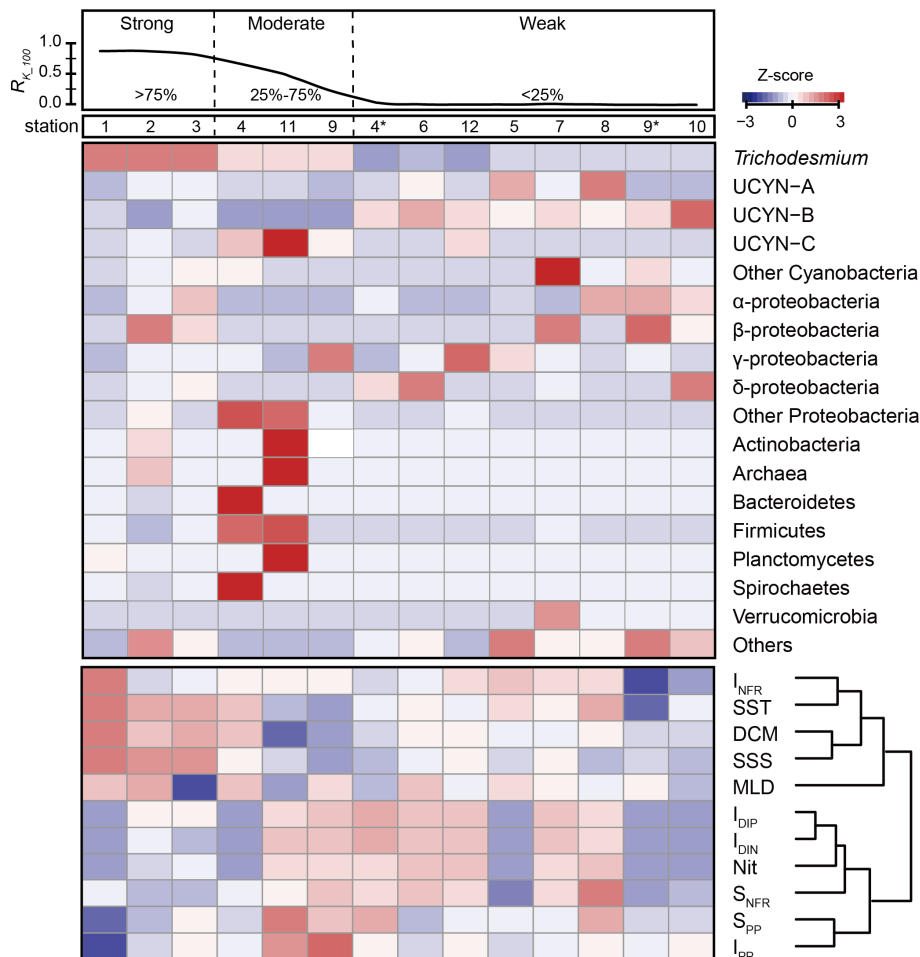 Strong Moderate Weak
1.0
0.5
0.0
R_K_100
>75% 25%-75% <25%
Z-score
−3 0 3
station 1 2 3 4 11 9 4* 6 12 5 7 8 9* 10
Trichodesmium
UCYN−A
UCYN−B
UCYN−C
Other Cyanobacteria
α-proteobacteria
β-proteobacteria
γ-proteobacteria
δ-proteobacteria
Other Proteobacteria
Actinobacteria
Archaea
Bacteroidetes
Firmicutes
Planctomycetes
Spirochaetes
Verrucomicrobia
Others
I_NFR
SST
DCM
SSS
MLD
I_DIP
I_DIN
Nit
S_NFR
S_PP
I_PP